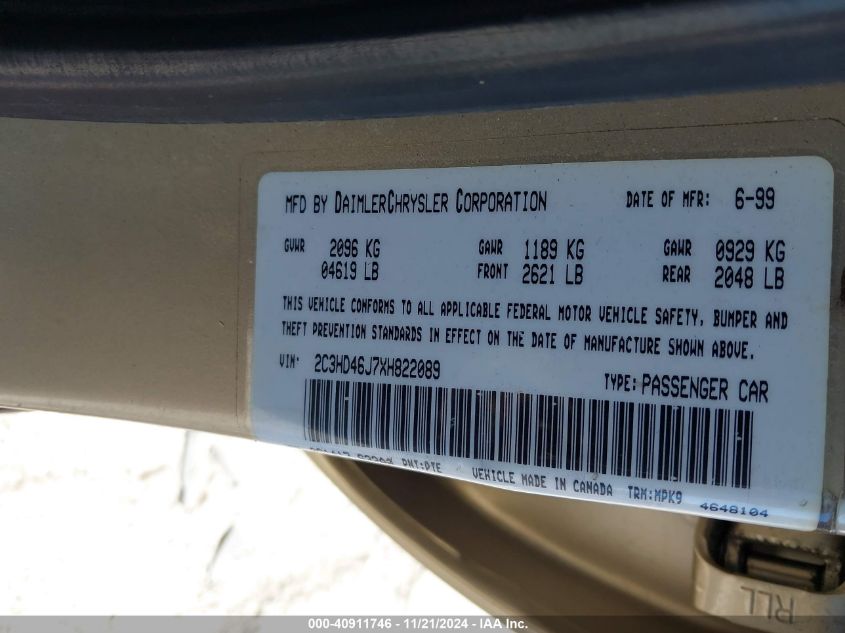 MFD BY DAIMLERCHRYSLER CORPORATION DATE OF MFR: 6-99
GVWR 2096 KG GAWR 1189 KG GAWR 0929 KG
04619 LB FRONT 2621 LB REAR 2048 LB
THIS VEHICLE CONFORMS TO ALL APPLICABLE FEDERAL MOTOR VEHICLE SAFETY, BUMPER AND
THEFT PREVENTION STANDARDS IN EFFECT ON THE DATE OF MANUFACTURE SHOWN ABOVE.
VIN: 2C3HD46J7XH822089 TYPE: PASSENGER CAR
PNT:PTE VEHICLE MADE IN CANADA TRM:MPK9 4648104
RLL
000-40911746 - 11/21/2024 - IAA Inc.